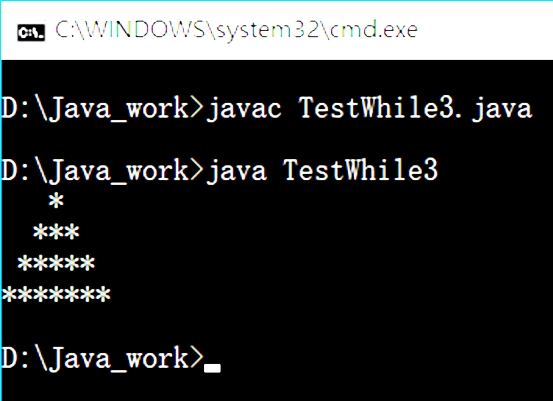 C:\WINDOWS\system32\cmd.exe
D:\Java_work>javac TestWhile3.java
D:\Java_work>java TestWhile3
   *
  ***
 *****
*******
D:\Java_work>